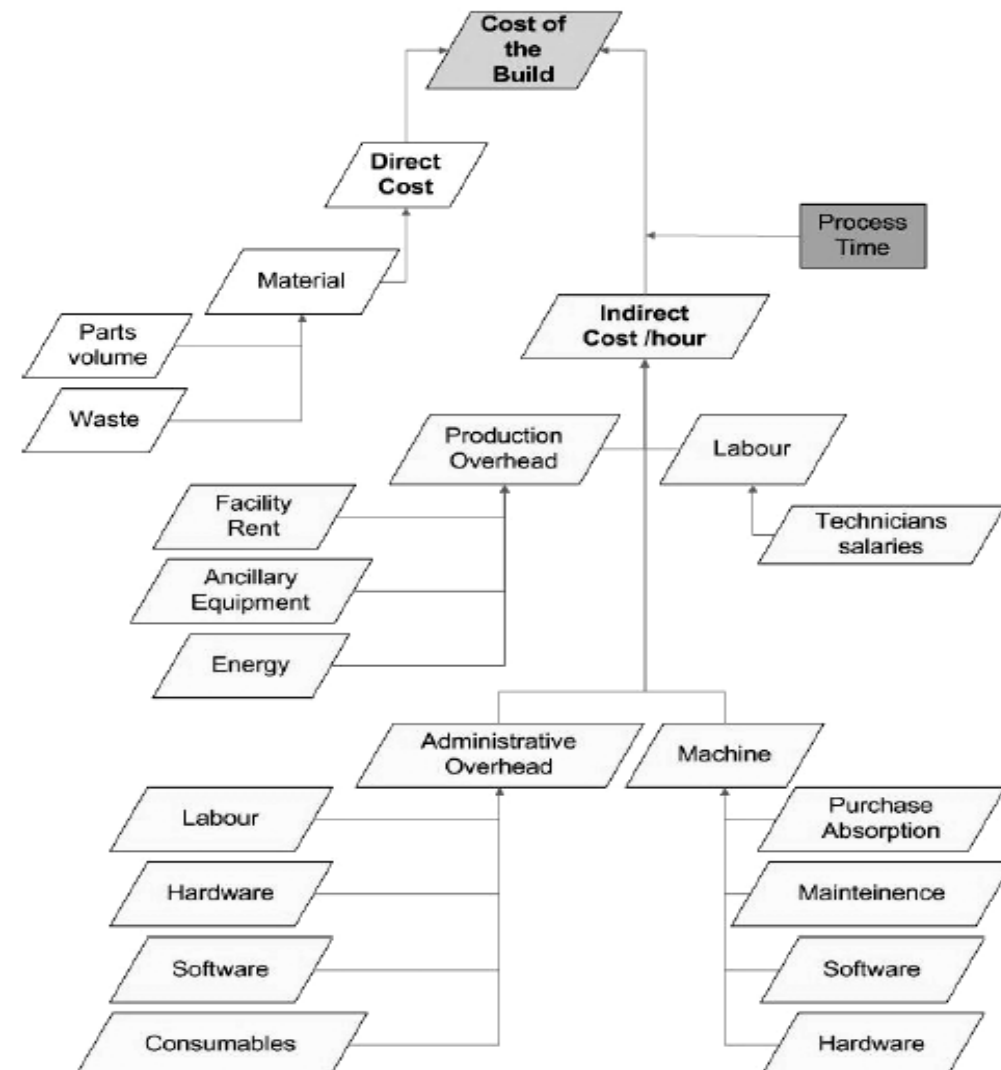 Cost of
the
Build
Direct
Cost
Process
Time
Material
Indirect
Cost /hour
Parts
volume
Waste
Production
Overhead
Labour
Facility
Rent
Technicians
salaries
Ancillary
Equipment
Energy
Administrative
Overhead
Machine
Labour
Purchase
Absorption
Hardware
Mainteinence
Software
Software
Consumables
Hardware